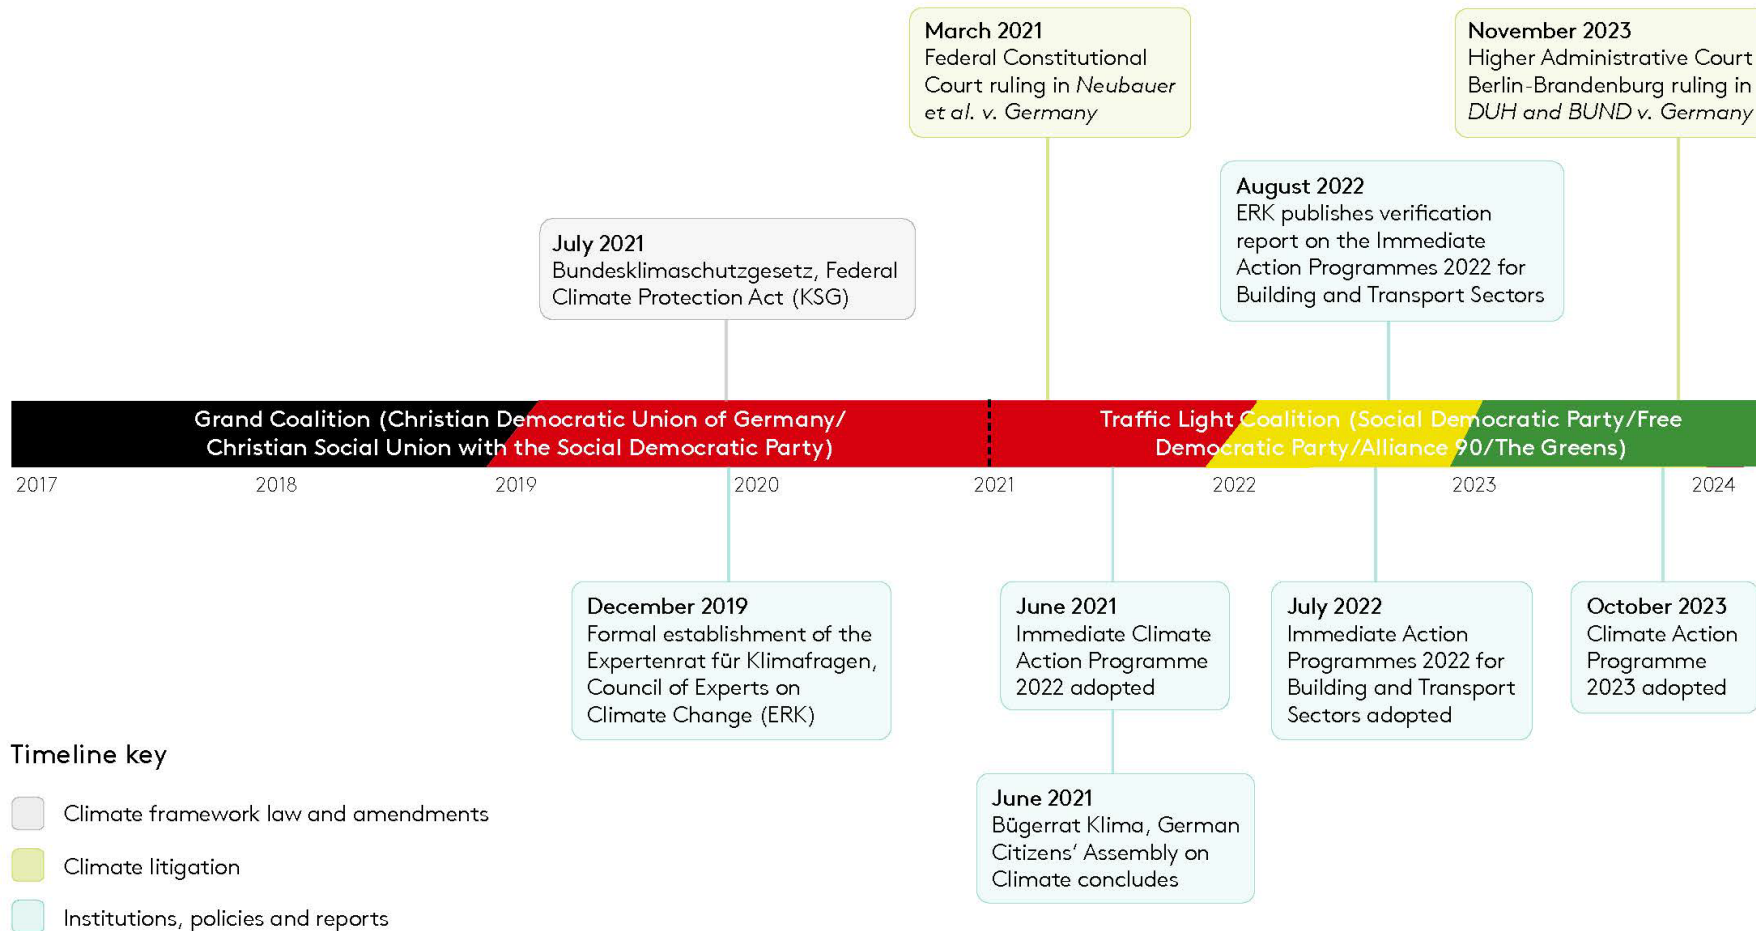 March 2021
Federal Constitutional
Court ruling in Neubauer
et al. v. Germany
November 2023
Higher Administrative Court
Berlin-Brandenburg ruling in
DUH and BUND v. Germany
August 2022
ERK publishes verification
report on the Immediate
Action Programmes 2022 for
Building and Transport Sectors
July 2021
Bundesklimaschutzgesetz, Federal
Climate Protection Act (KSG)
Grand Coalition (Christian Democratic Union of Germany/
Christian Social Union with the Social Democratic Party)
Traffic Light Coalition (Social Democratic Party/Free
Democratic Party/Alliance 90/The Greens)
2017
2018
2019
2020
2021
2022
2023
2024
December 2019
Formal establishment of the
Expertenrat für Klimafragen,
Council of Experts on
Climate Change (ERK)
June 2021
Immediate Climate
Action Programme
2022 adopted
July 2022
Immediate Action
Programmes 2022 for
Building and Transport
Sectors adopted
October 2023
Climate Action
Programme
2023 adopted
June 2021
Bügerrat Klima, German
Citizens’ Assembly on
Climate concludes
Timeline key
Climate framework law and amendments
Climate litigation
Institutions, policies and reports